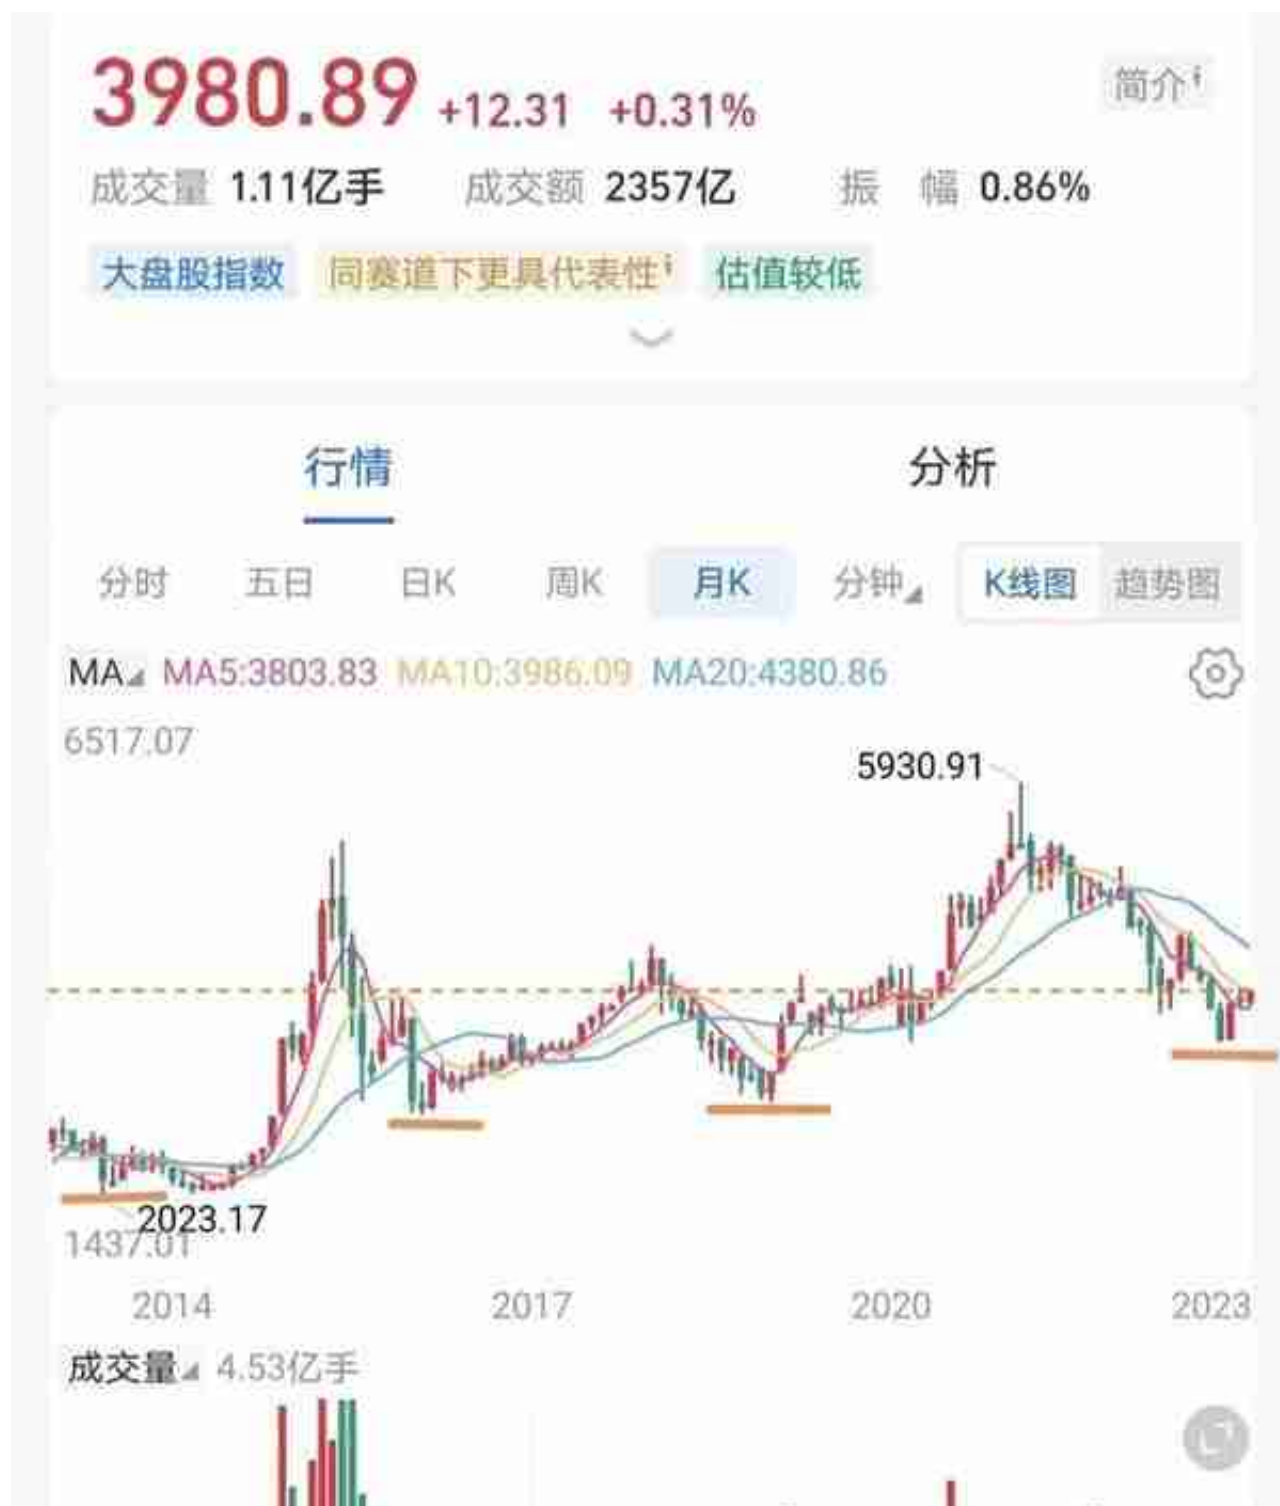 3980.89 +12.31 +0.31% 简介
成交量 1.11亿手 成交额 2357亿 振 幅 0.86%
大盘股指数 同赛道下更具代表性 估值较低
行情 分析
分时 五日 日K 周K 月K 分钟 K线图 趋势图
MA MA5:3803.83 MA10:3986.09 MA20:4380.86
6517.07
5930.91
2023.17
1437.01
2014 2017 2020 2023
成交量 4.53亿手